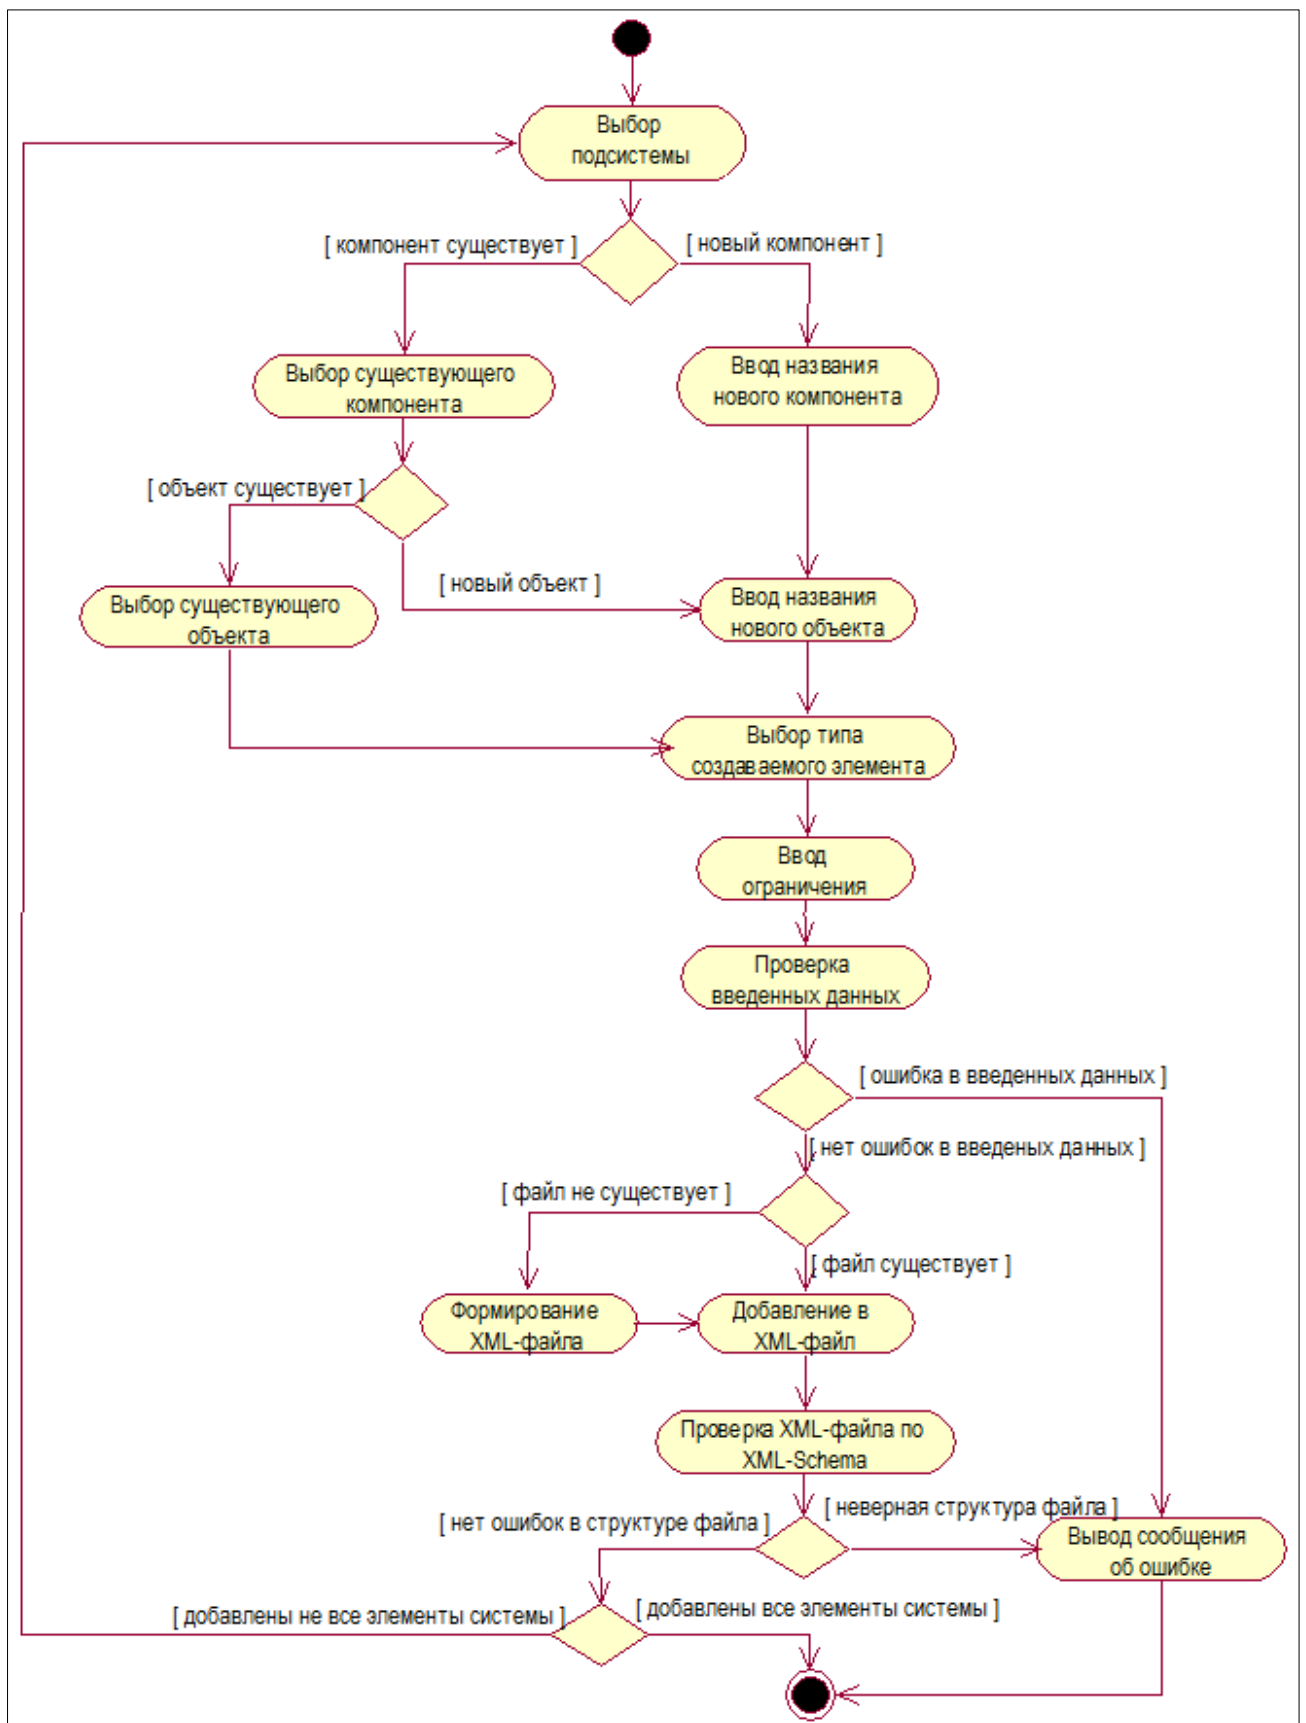 Выбор
подсистемы
[ компонент существует ]
[ новый компонент ]
Выбор существующего
компонента
Ввод названия
нового компонента
[ объект существует ]
[ новый объект ]
Выбор существующего
объекта
Ввод названия
нового объекта
Выбор типа
создаваемого элемента
Ввод
ограничения
Проверка
введенных данных
[ ошибка в введенных данных ]
[ нет ошибок в введеных данных ]
[ файл не существует ]
[ файл существует ]
Формирование
XML-файла
Добавление в
XML-файл
Проверка XML-файла по
XML-Schema
[ неверная структура файла ]
[ нет ошибок в структуре файла ]
Вывод сообщения
об ошибке
[ добавлены не все элементы системы ]
[ добавлены все элементы системы ]